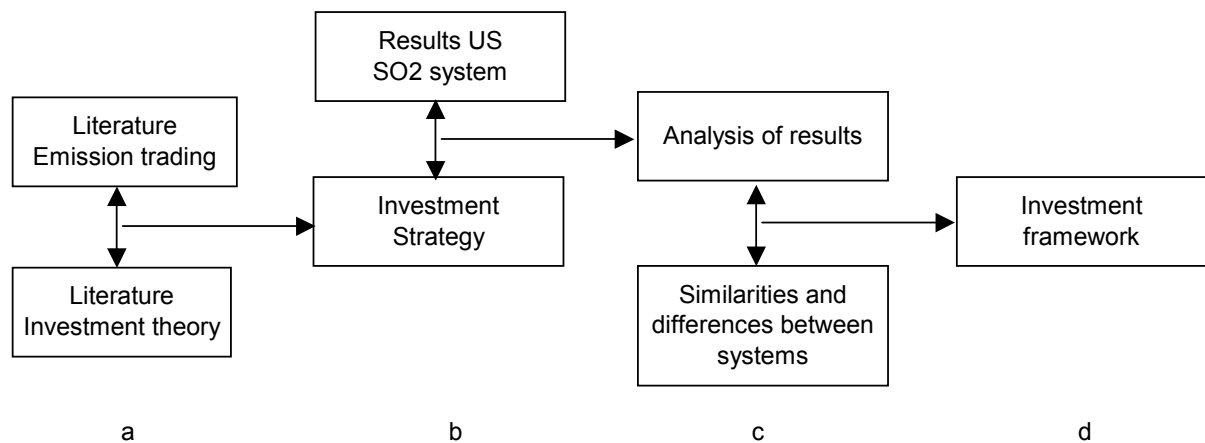 Results US
SO2 system
Literature
Emission trading
Analysis of results
Investment
Strategy
Investment
framework
Literature
Investment theory
Similarities and
differences between
systems
a
b
c
d